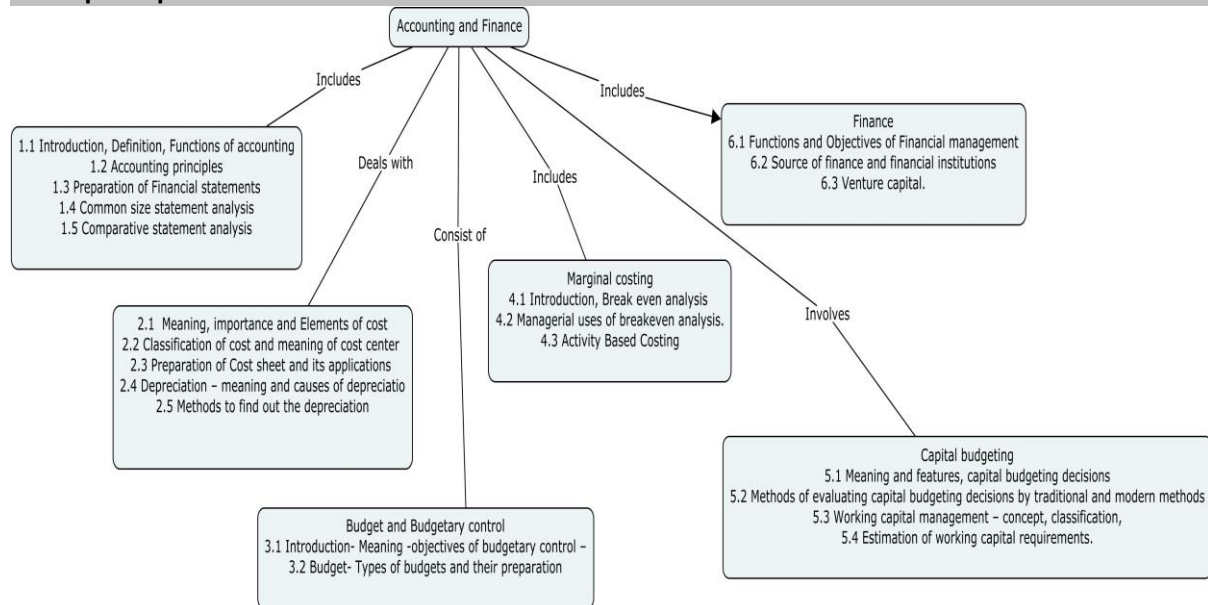 Accounting and Finance
Includes
1.1 Introduction, Definition, Functions of accounting
1.2 Accounting principles
1.3 Preparation of Financial statements
1.4 Common size statement analysis
1.5 Comparative statement analysis
Deals with
2.1 Meaning, importance and Elements of cost
2.2 Classification of cost and meaning of cost center
2.3 Preparation of Cost sheet and its applications
2.4 Depreciation – meaning and causes of depreciatio
2.5 Methods to find out the depreciation
Consist of
Budget and Budgetary control
3.1 Introduction- Meaning -objectives of budgetary control –
3.2 Budget- Types of budgets and their preparation
Includes
Marginal costing
4.1 Introduction, Break even analysis
4.2 Managerial uses of breakeven analysis.
4.3 Activity Based Costing
Involves
Capital budgeting
5.1 Meaning and features, capital budgeting decisions
5.2 Methods of evaluating capital budgeting decisions by traditional and modern methods
5.3 Working capital management – concept, classification,
5.4 Estimation of working capital requirements.
Includes
Finance
6.1 Functions and Objectives of Financial management
6.2 Source of finance and financial institutions
6.3 Venture capital.